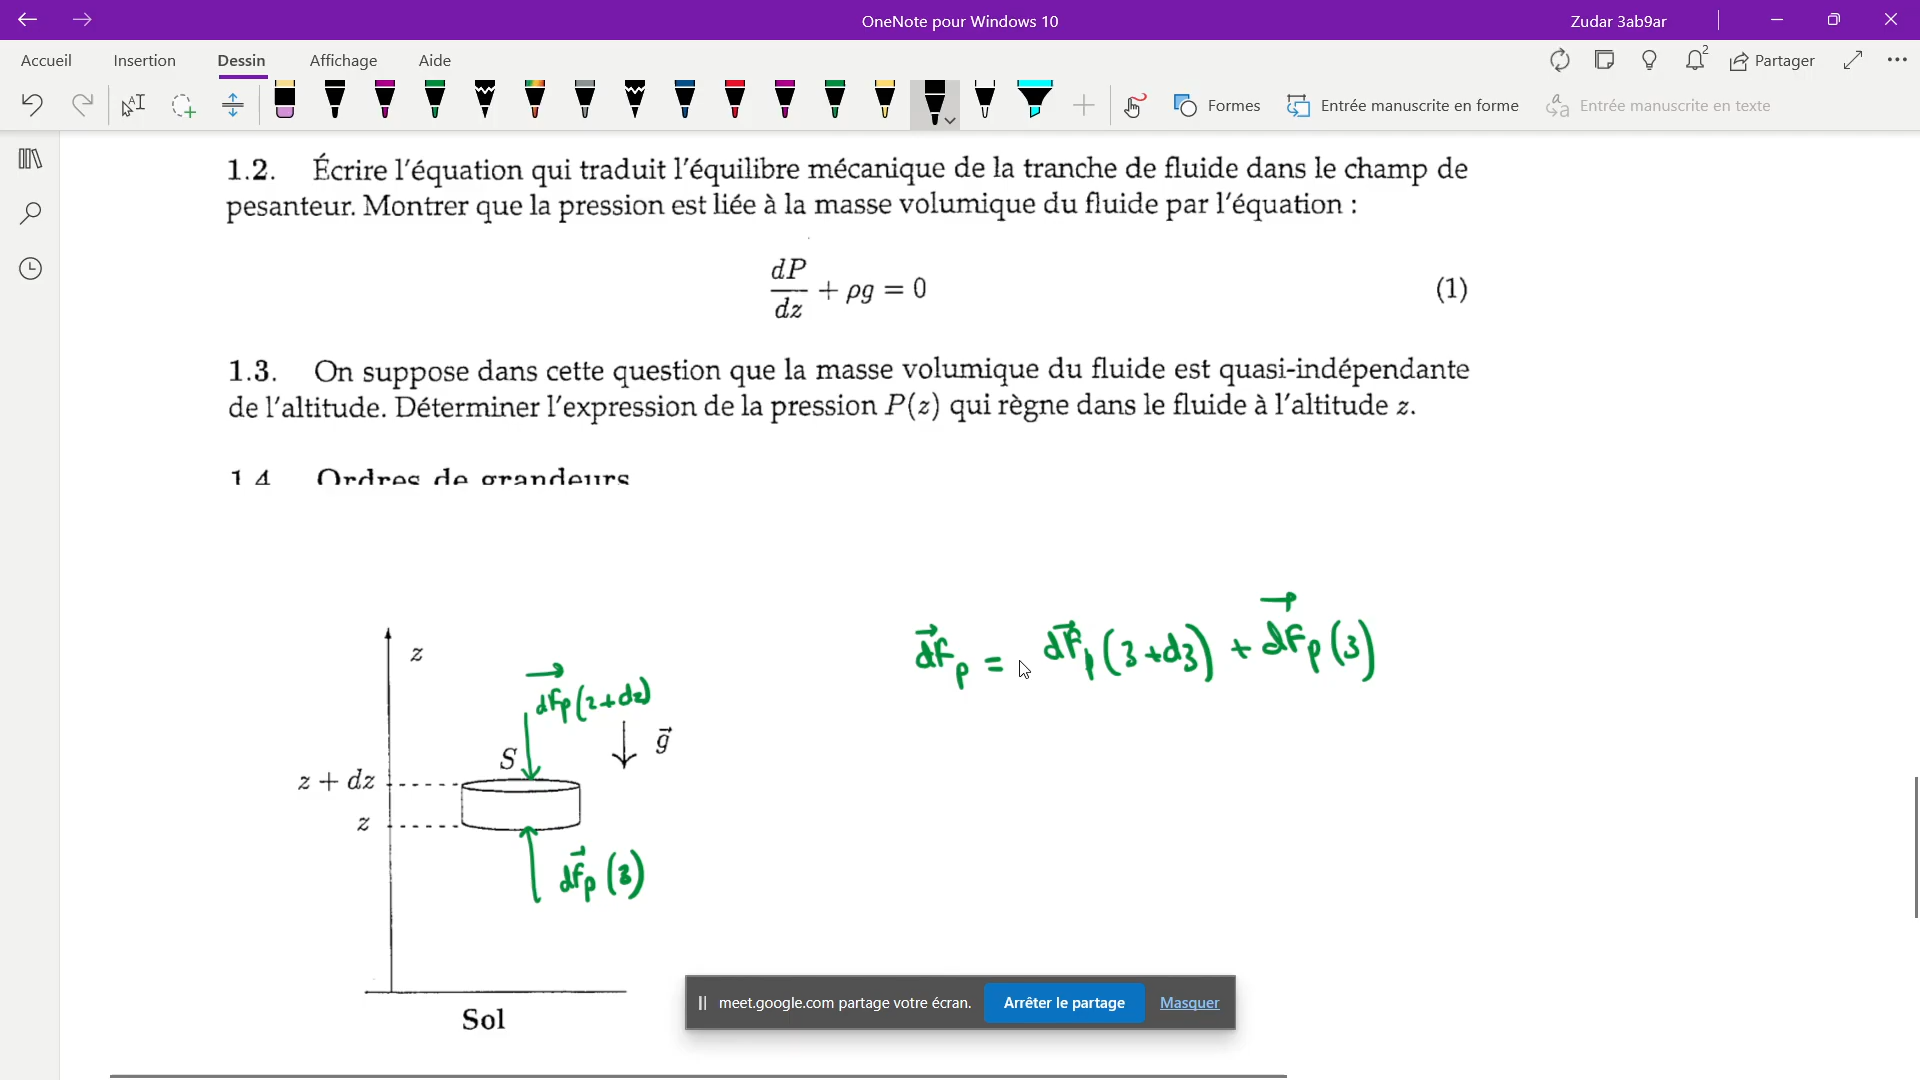 OneNote pour Windows 10
Zudar 3ab9ar
Accueil Insertion Dessin Affichage Aide
2 Partager
Formes Entrée manuscrite en forme Entrée manuscrite en texte
1.2. Écrire l'équation qui traduit l'équilibre mécanique de la tranche de fluide dans le champ de
pesanteur. Montrer que la pression est liée à la masse volumique du fluide par l'équation :
dP/dz + ρg = 0 (1)
1.3. On suppose dans cette question que la masse volumique du fluide est quasi-indépendante
de l'altitude. Déterminer l'expression de la pression P(z) qui règne dans le fluide à l'altitude z.
1.4 Ordres de grandeurs
z
dFp(z+dz)
S
g
z + dz
z
dFp(z)
Sol
dFp = dFp(z+dz) + dFp(z)
meet.google.com partage votre écran. Arrêter le partage Masquer